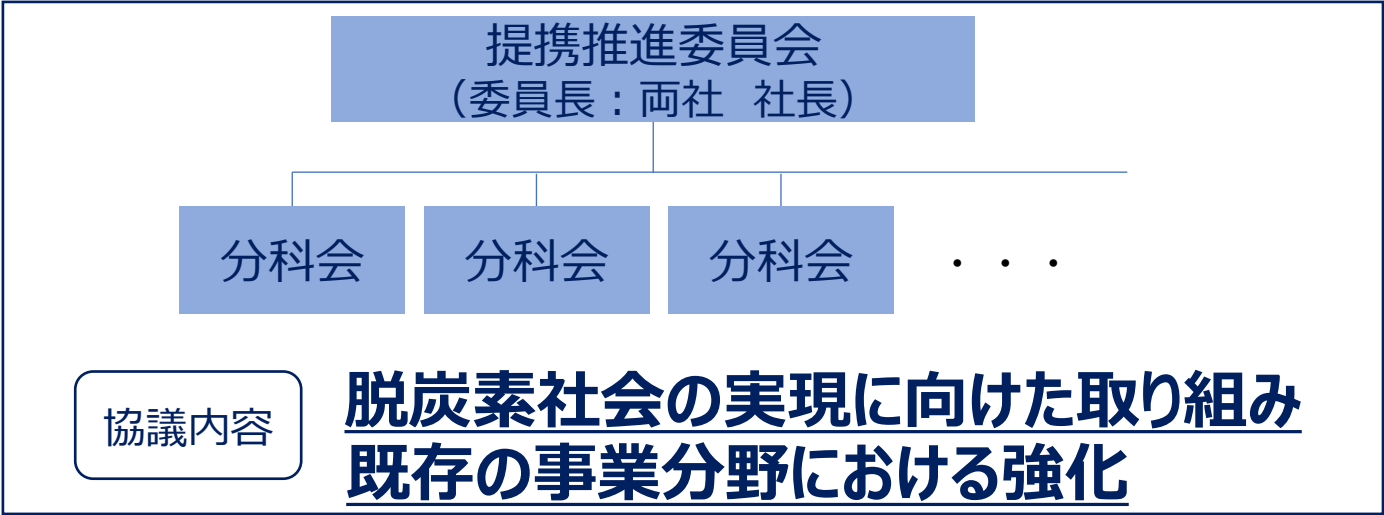 提携推進委員会
（委員長：両社　社長）
分科会
分科会
分科会
・・・
協議内容
脱炭素社会の実現に向けた取り組み
既存の事業分野における強化